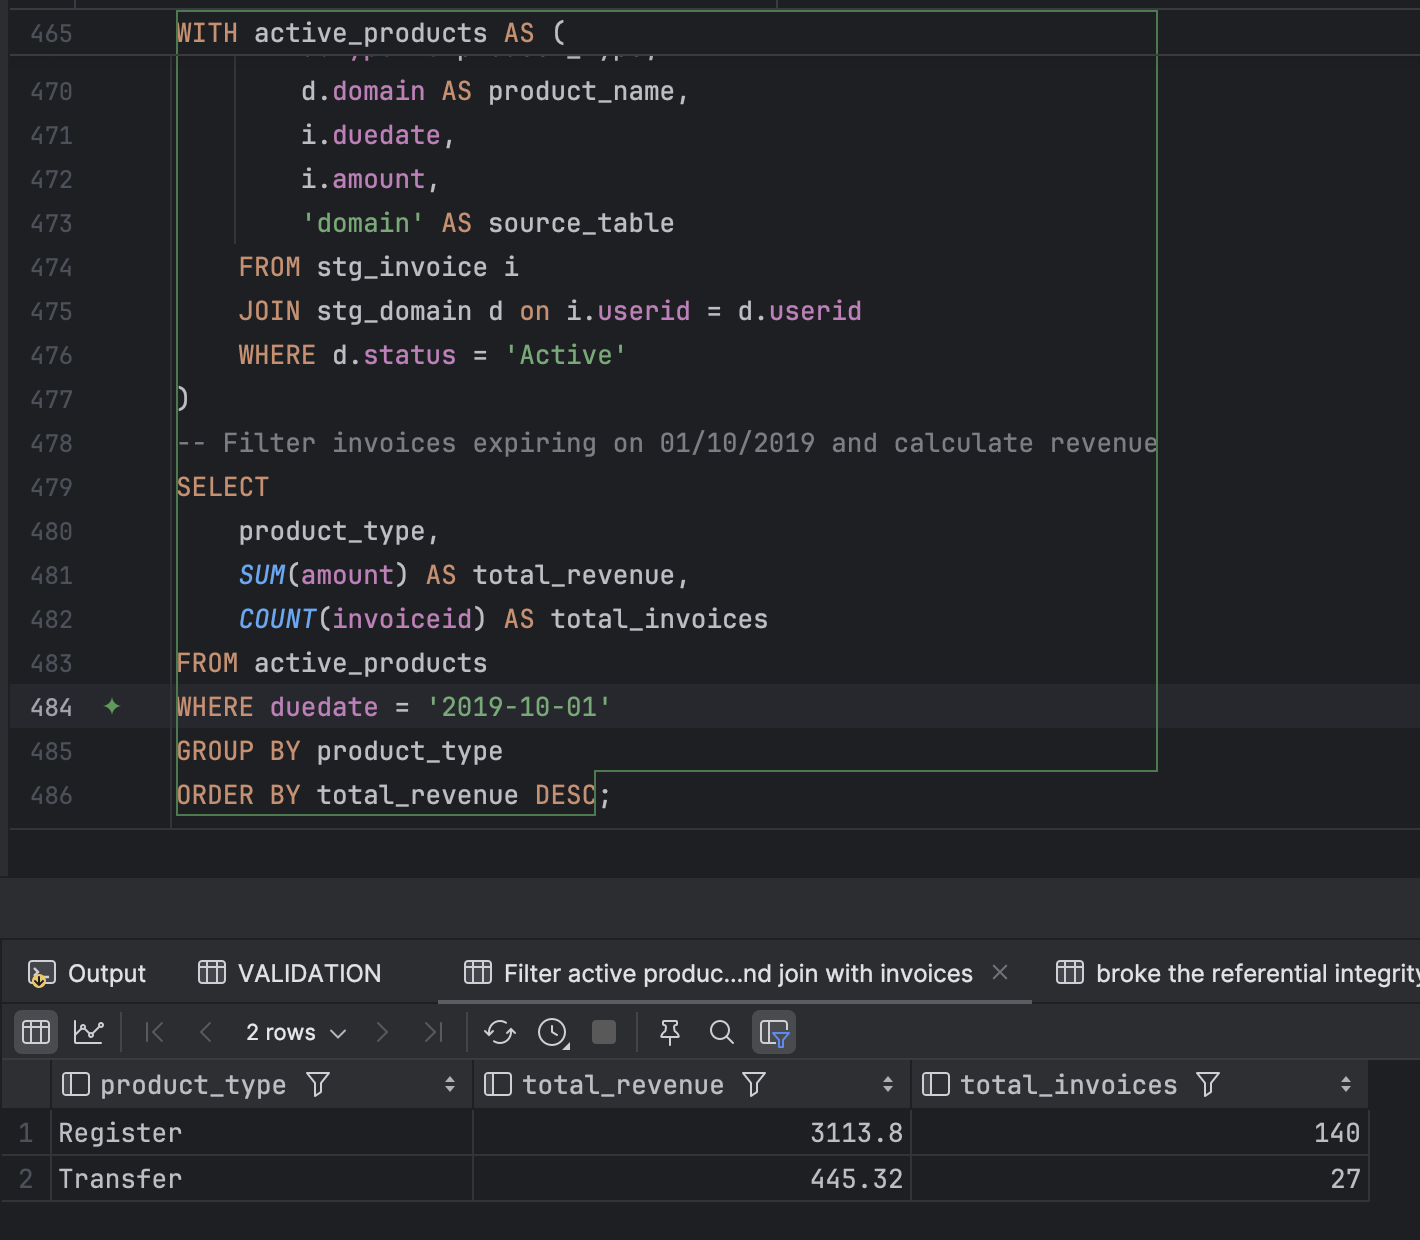 465 WITH active_products AS (
470 d.domain AS product_name,
471 i.duedate,
472 i.amount,
473 'domain' AS source_table
474 FROM stg_invoice i
475 JOIN stg_domain d on i.userid = d.userid
476 WHERE d.status = 'Active'
477 )
478 -- Filter invoices expiring on 01/10/2019 and calculate revenue
479 SELECT
480 product_type,
481 SUM(amount) AS total_revenue,
482 COUNT(invoiceid) AS total_invoices
483 FROM active_products
484 WHERE duedate = '2019-10-01'
485 GROUP BY product_type
486 ORDER BY total_revenue DESC;
Output VALIDATION Filter active produc...nd join with invoices broke the referential integrity
2 rows
product_type total_revenue total_invoices
1 Register 3113.8 140
2 Transfer 445.32 27